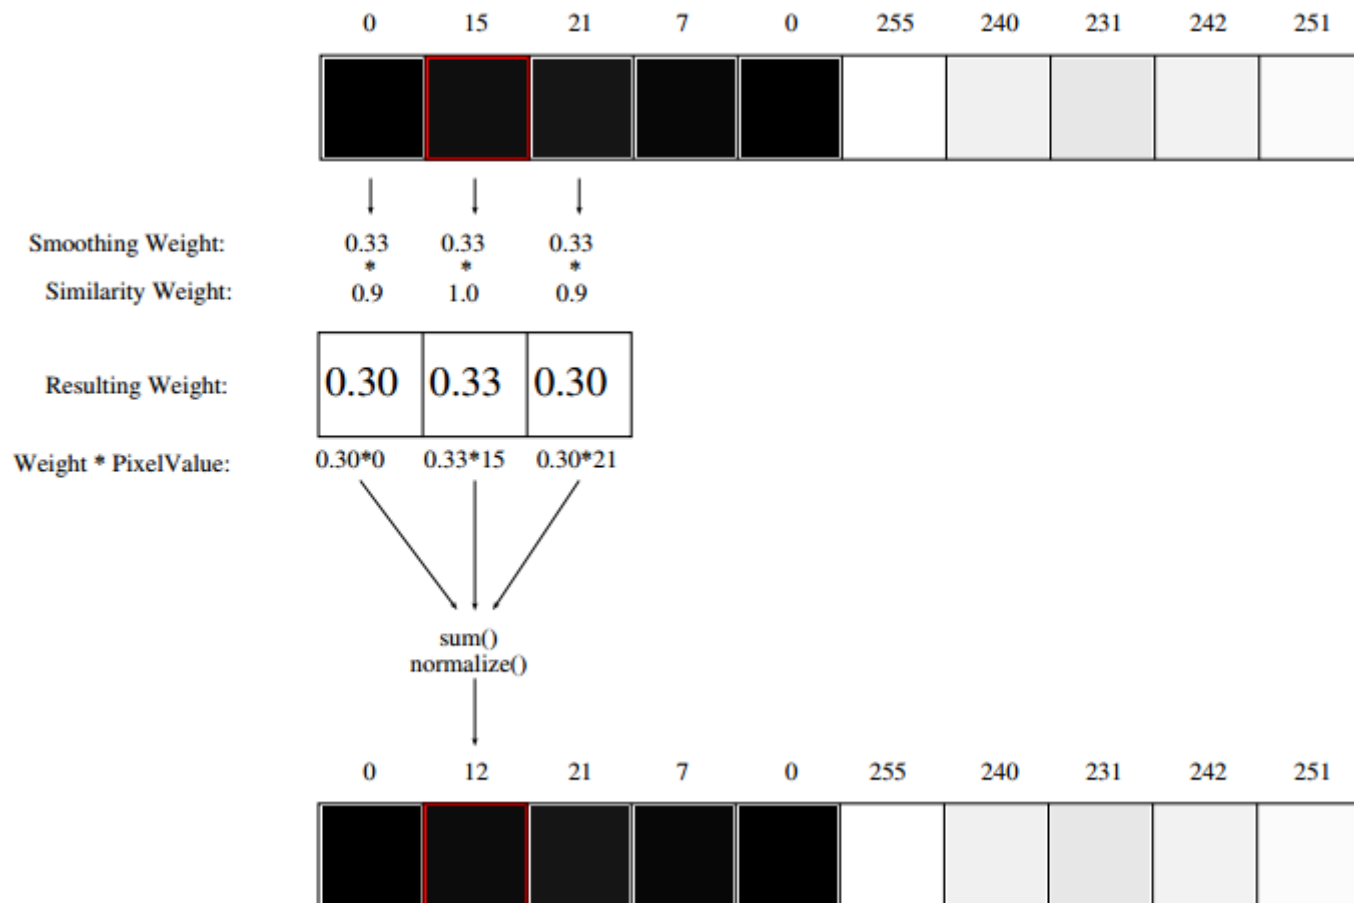 0 15 21 7 0 255 240 231 242 251
Smoothing Weight: 0.33 0.33 0.33
* * *
Similarity Weight: 0.9 1.0 0.9
Resulting Weight: 0.30 0.33 0.30
Weight * PixelValue: 0.30*0 0.33*15 0.30*21
sum()
normalize()
0 12 21 7 0 255 240 231 242 251